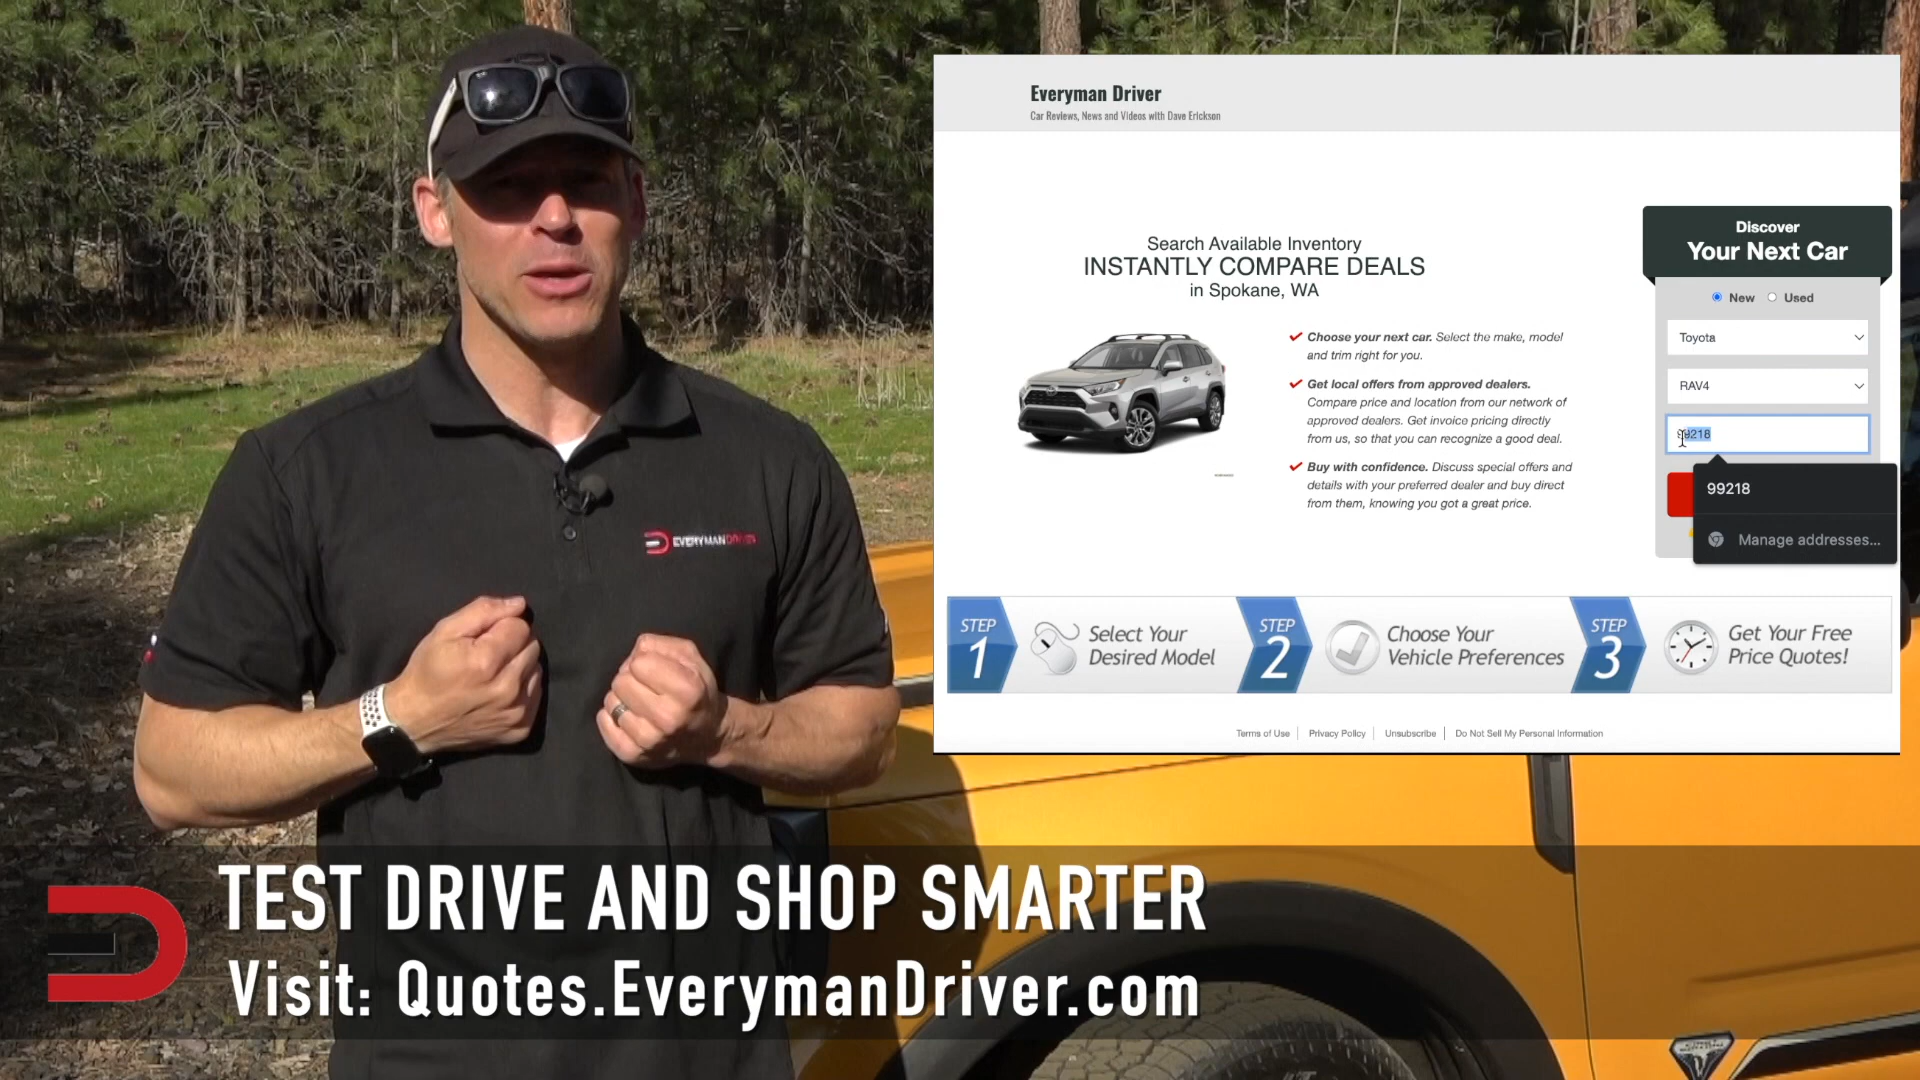 Everyman Driver
Car Reviews, News and Videos with Dave Erickson
Search Available Inventory
INSTANTLY COMPARE DEALS
in Spokane, WA
Choose your next car. Select the make, model
and trim right for you.
Get local offers from approved dealers.
Compare price and location from our network of
approved dealers. Get invoice pricing directly
from us, so that you can recognize a good deal.
Buy with confidence. Discuss special offers and
details with your preferred dealer and buy direct
from them, knowing you got a great price.
Discover
Your Next Car
New Used
Toyota
RAV4
99218
99218
Manage addresses...
STEP
1
Select Your
Desired Model
STEP
2
Choose Your
Vehicle Preferences
STEP
3
Get Your Free
Price Quotes!
Terms of Use
Privacy Policy
Unsubscribe
Do Not Sell My Personal Information
EVERYMAN DRIVER
TEST DRIVE AND SHOP SMARTER
Visit: Quotes.EverymanDriver.com